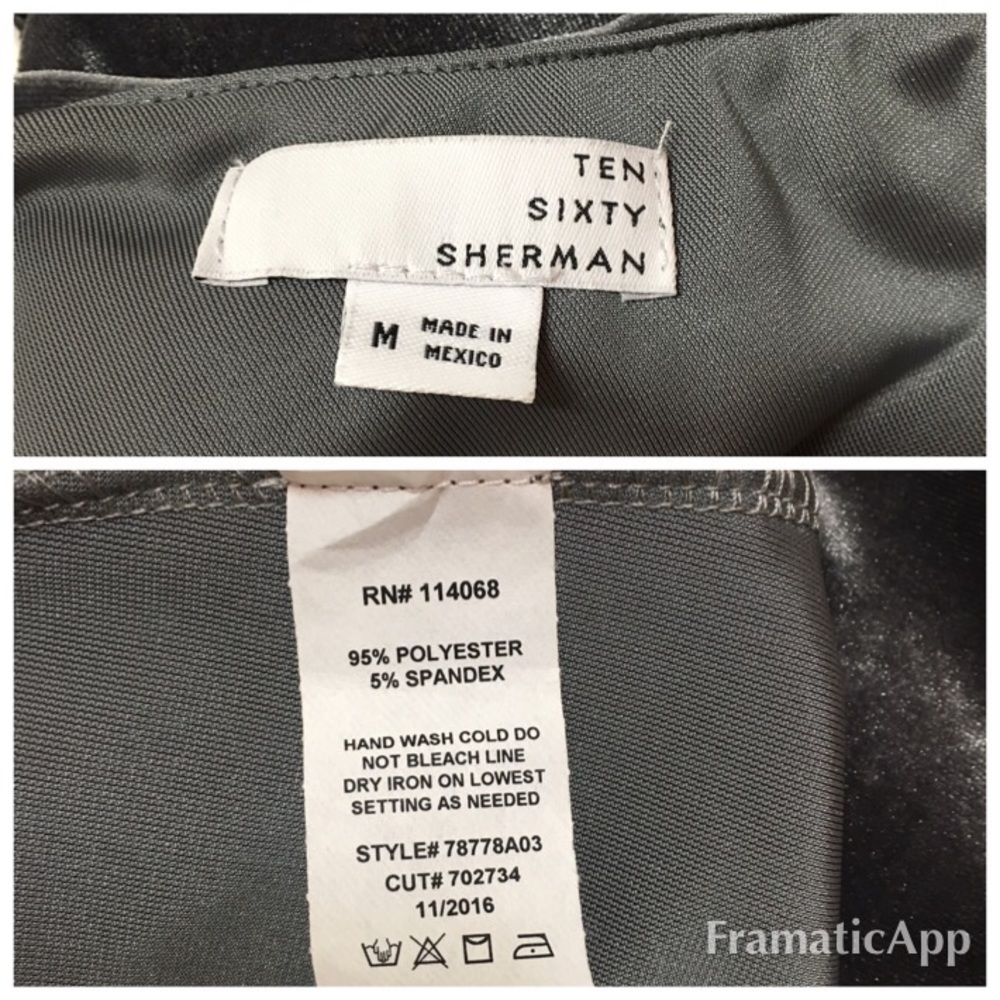 TEN
SIXTY
SHERMAN
M MADE IN
MEXICO
RN# 114068
95% POLYESTER
5% SPANDEX
HAND WASH COLD DO
NOT BLEACH LINE
DRY IRON ON LOWEST
SETTING AS NEEDED
STYLE# 78778A03
CUT# 702734
11/2016
FramaticApp